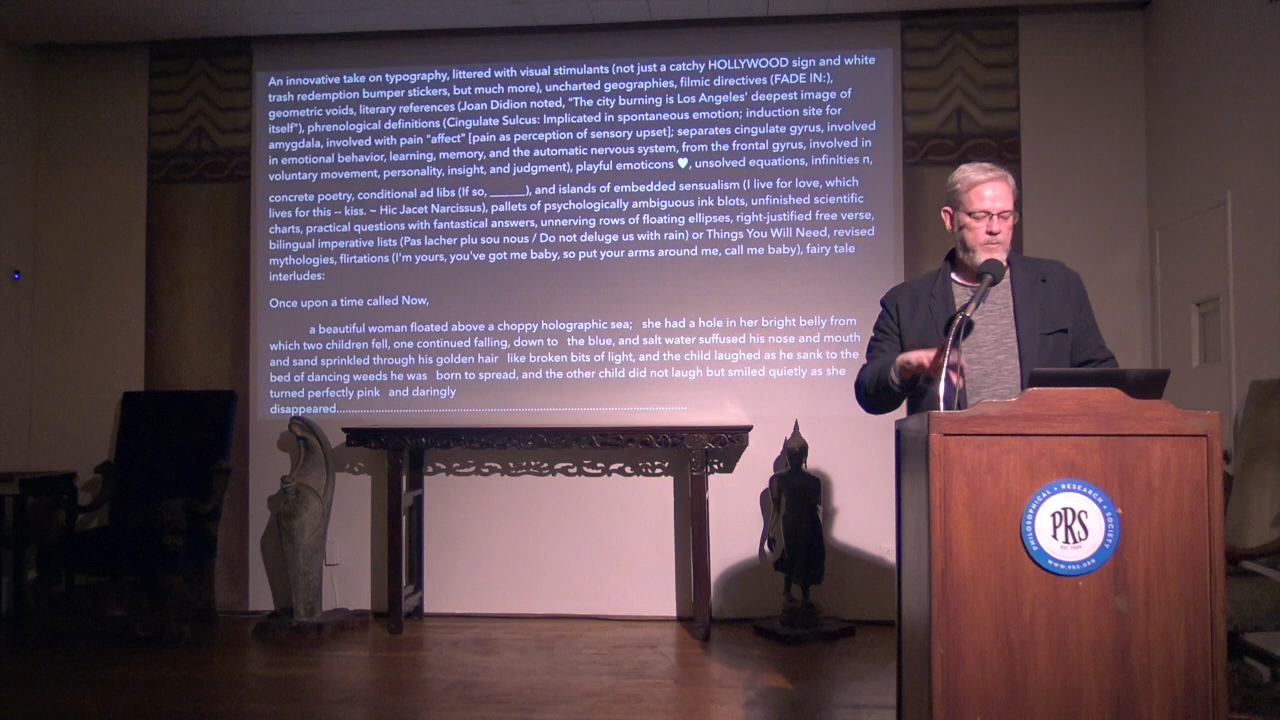 An innovative take on typography, littered with visual stimulants (not just a catchy HOLLYWOOD sign and white
trash redemption bumper stickers, but much more), uncharted geographies, filmic directives (FADE IN:),
geometric voids, literary references (Joan Didion noted, "The city burning is Los Angeles' deepest image of
itself"), phrenological definitions (Cingulate Sulcus: Implicated in spontaneous emotion; induction site for
amygdala, involved with pain "affect" [pain as perception of sensory upset]; separates cingulate gyrus, involved
in emotional behavior, learning, memory, and the automatic nervous system, from the frontal gyrus, involved in
voluntary movement, personality, insight, and judgment), playful emoticons ♥, unsolved equations, infinities n,
concrete poetry, conditional ad libs (If so, ______), and islands of embedded sensualism (I live for love, which
lives for this -- kiss. ~ Hic Jacet Narcissus), pallets of psychologically ambiguous ink blots, unfinished scientific
charts, practical questions with fantastical answers, unnerving rows of floating ellipses, right-justified free verse,
bilingual imperative lists (Pas lacher plu sou nous / Do not deluge us with rain) or Things You Will Need, revised
mythologies, flirtations (I'm yours, you've got me baby, so put your arms around me, call me baby), fairy tale
interludes:
Once upon a time called Now,
a beautiful woman floated above a choppy holographic sea; she had a hole in her bright belly from
which two children fell, one continued falling, down to the blue, and salt water suffused his nose and mouth
and sand sprinkled through his golden hair like broken bits of light, and the child laughed as he sank to the
bed of dancing weeds he was born to spread, and the other child did not laugh but smiled quietly as she
turned perfectly pink and daringly
disappeared.....................................................................................................
PHILOSOPHICAL • RESEARCH • SOCIETY
PRS
EST. 1934
WWW.PRS.ORG